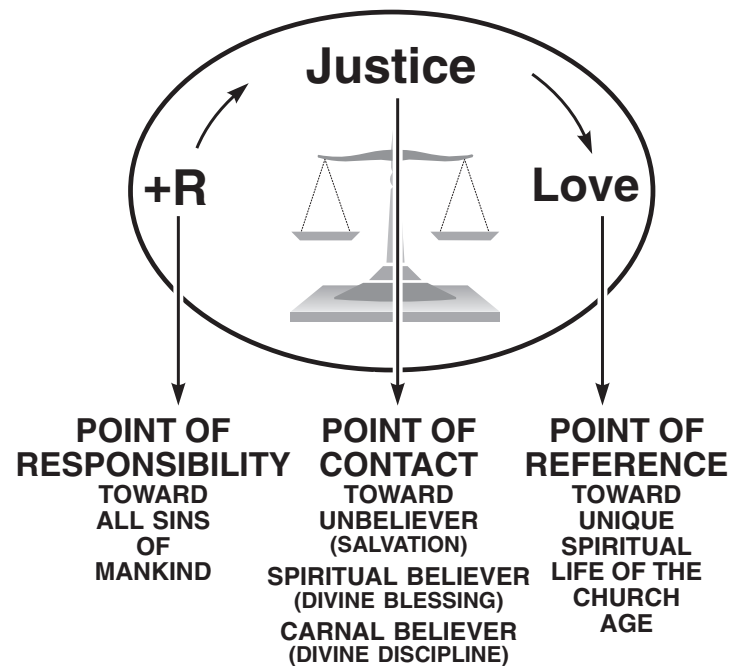 Justice
+R
Love
POINT OF
RESPONSIBILITY
TOWARD
ALL SINS
OF
MANKIND
POINT OF
CONTACT
TOWARD
UNBELIEVER
(SALVATION)
SPIRITUAL BELIEVER
(DIVINE BLESSING)
CARNAL BELIEVER
(DIVINE DISCIPLINE)
POINT OF
REFERENCE
TOWARD
UNIQUE
SPIRITUAL
LIFE OF THE
CHURCH
AGE